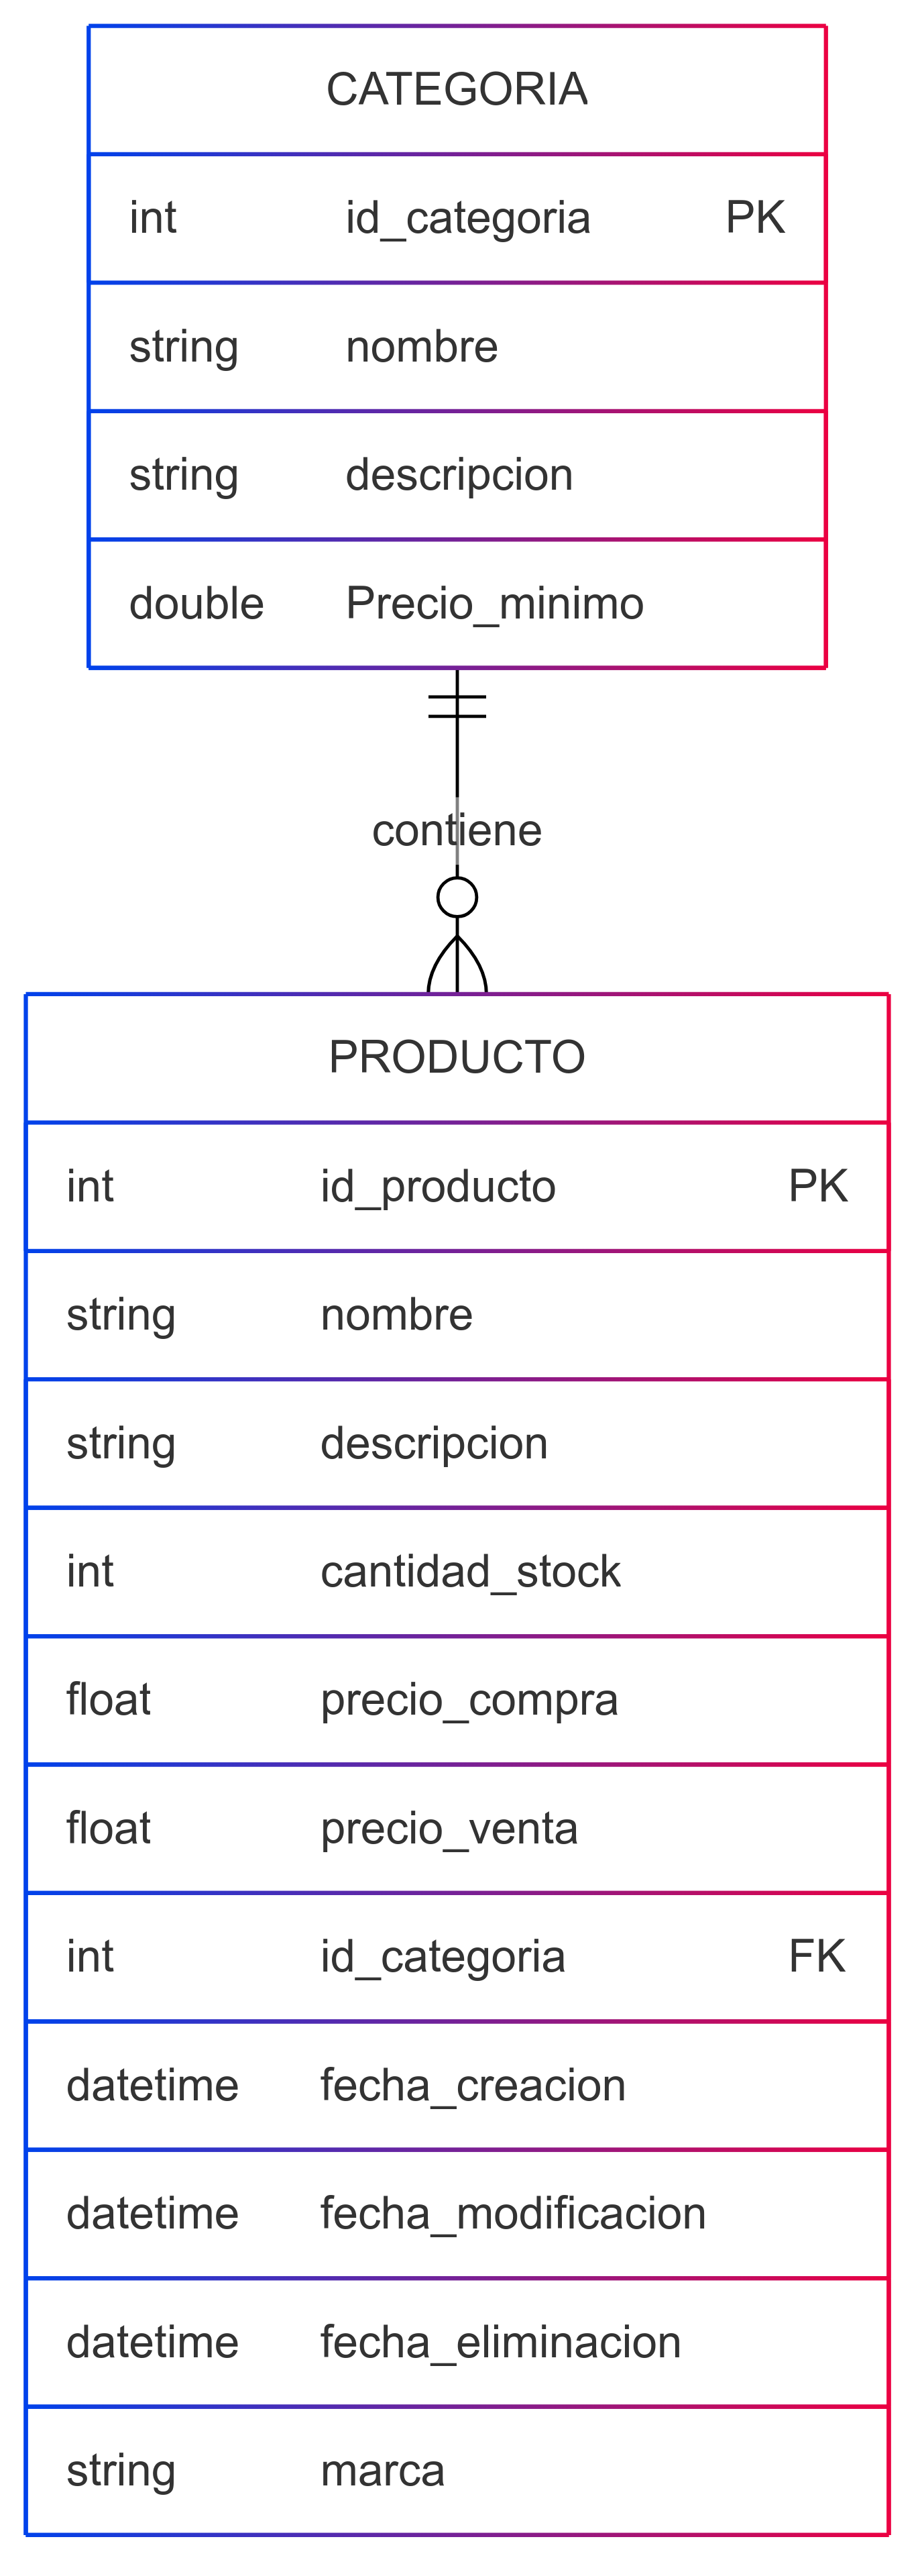 CATEGORIA
int id_categoria PK
string nombre
string descripcion
double Precio_minimo
contiene
PRODUCTO
int id_producto PK
string nombre
string descripcion
int cantidad_stock
float precio_compra
float precio_venta
int id_categoria FK
datetime fecha_creacion
datetime fecha_modificacion
datetime fecha_eliminacion
string marca